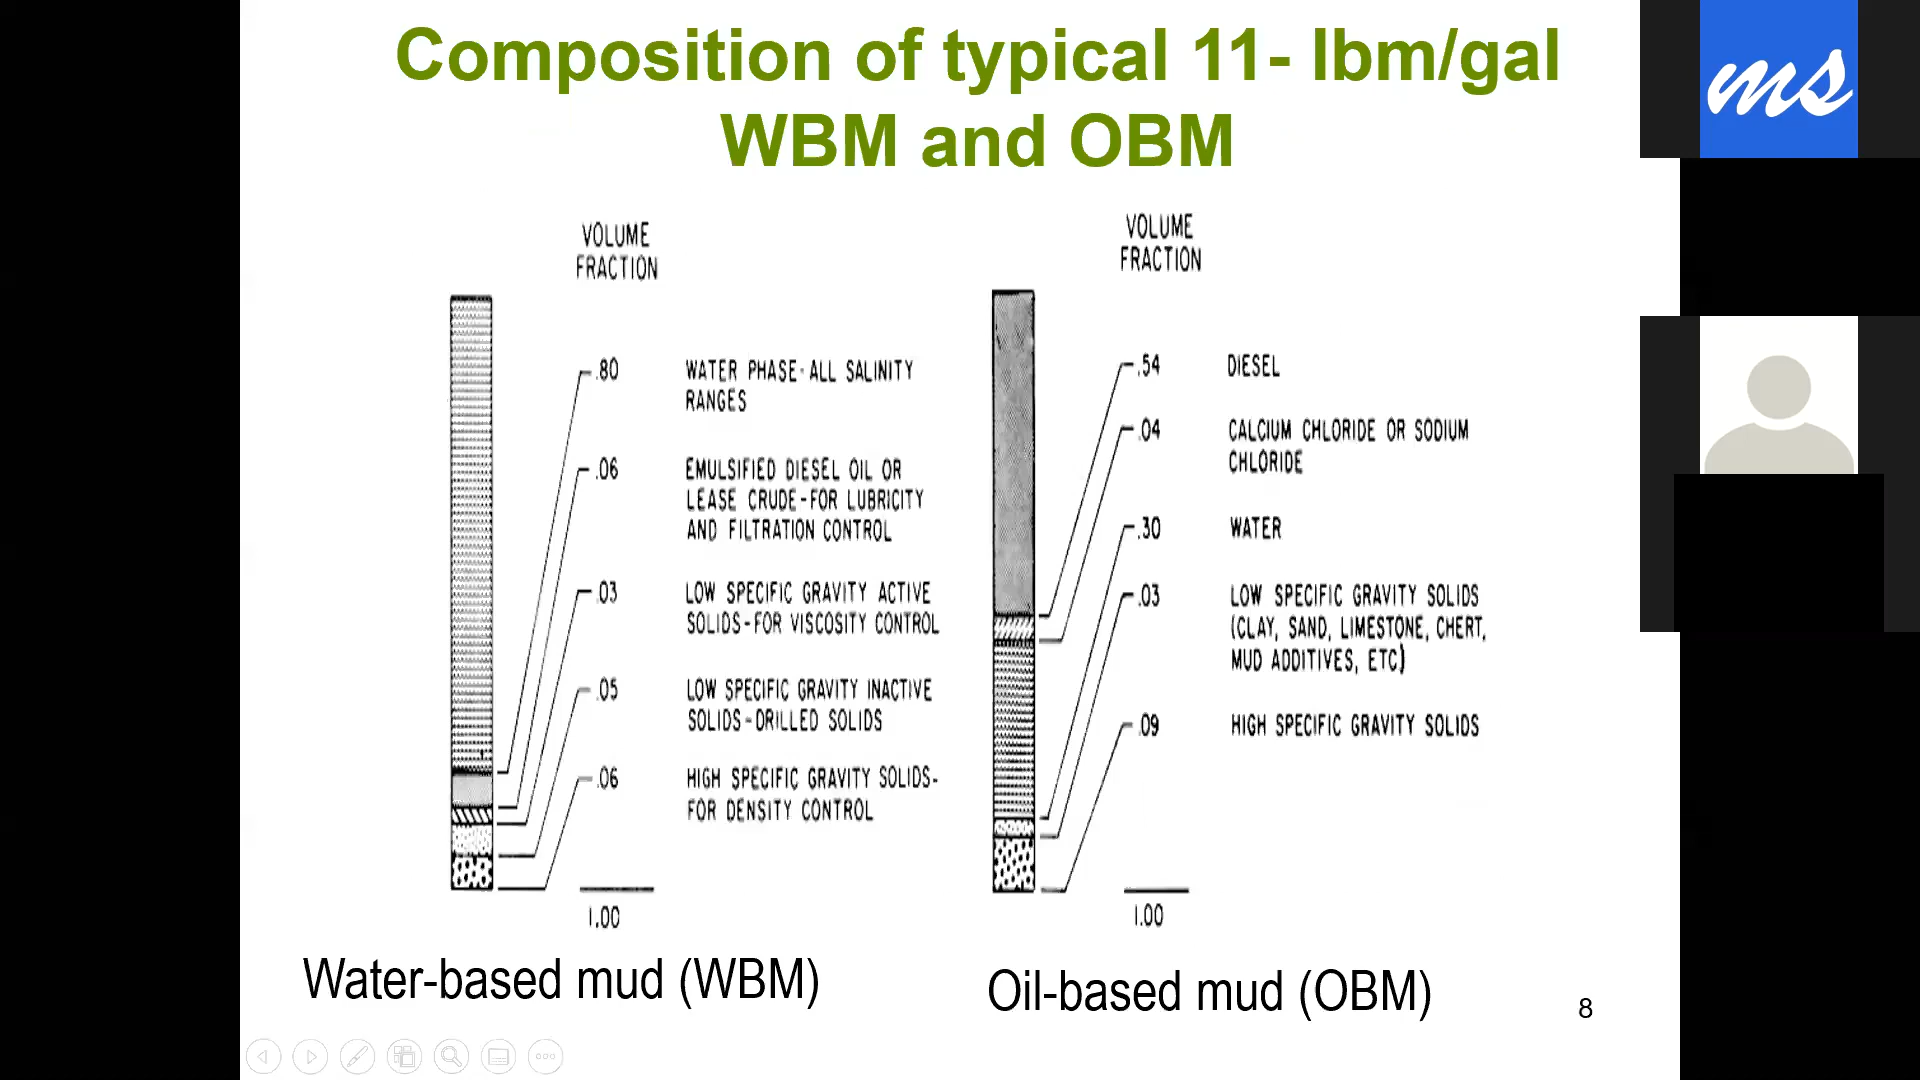 Composition of typical 11- lbm/gal
WBM and OBM
ms
VOLUME
FRACTION
.80 WATER PHASE-ALL SALINITY
RANGES
.06 EMULSIFIED DIESEL OIL OR
LEASE CRUDE-FOR LUBRICITY
AND FILTRATION CONTROL
.03 LOW SPECIFIC GRAVITY ACTIVE
SOLIDS-FOR VISCOSITY CONTROL
.05 LOW SPECIFIC GRAVITY INACTIVE
SOLIDS-DRILLED SOLIDS
.06 HIGH SPECIFIC GRAVITY SOLIDS-
FOR DENSITY CONTROL
1.00
Water-based mud (WBM)
VOLUME
FRACTION
.54 DIESEL
.04 CALCIUM CHLORIDE OR SODIUM
CHLORIDE
.30 WATER
.03 LOW SPECIFIC GRAVITY SOLIDS
(CLAY, SAND, LIMESTONE, CHERT,
MUD ADDITIVES, ETC)
.09 HIGH SPECIFIC GRAVITY SOLIDS
1.00
Oil-based mud (OBM)
8